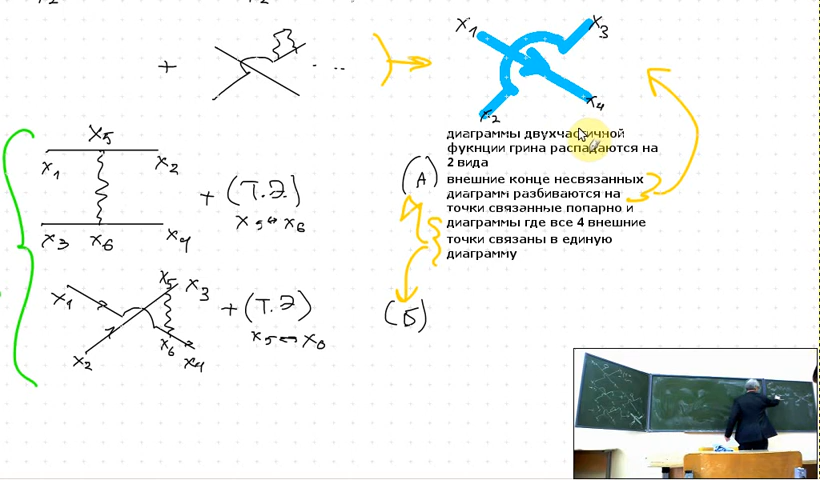 + ...
x1 x3
x2 x4
диаграммы двухчафичной
фукнции грина распадаются на
2 вида
(А) внешние конце несвязанных
диаграмм разбиваются на
точки связанные попарно и
диаграммы где все 4 внешние
точки связаны в единую
диаграмму
(Б)
x5
x1 x2
+ (Т.Э)
x5 ↔ x6
x3 x6 x4
x1 x5 x3
+ (Т.Э)
x5 ↔ x6
x2 x6 x4